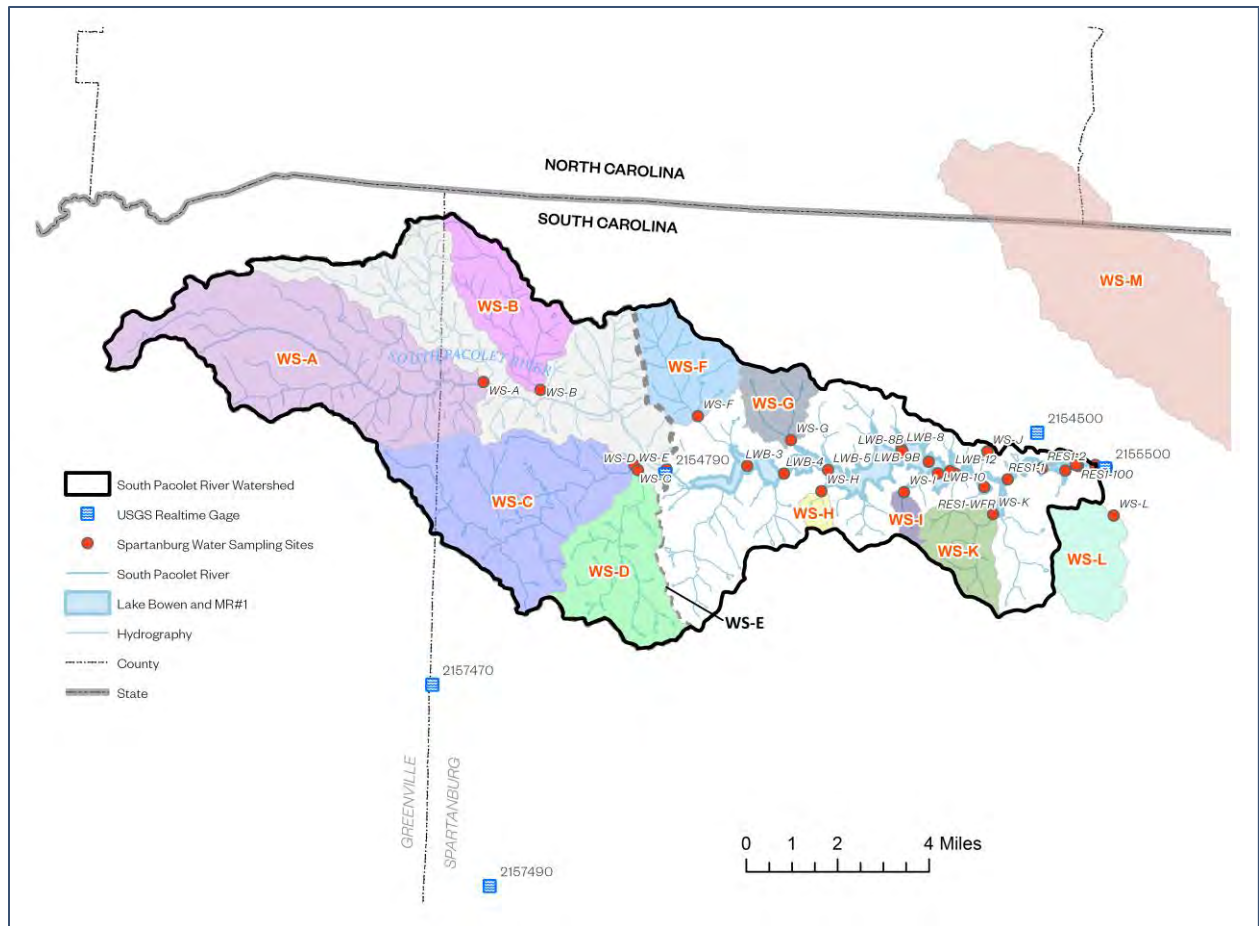 NORTH CAROLINA
SOUTH CAROLINA
WS-M
WS-B
WS-A
SOUTH PACOLET RIVER
WS-F
WS-A
WS-B
WS-F
WS-G
WS-G
LWB-8B
LWB-8
WS-J
2154500
LWB-3
LWB-4
LWB-5
LWB-9B
LWB-12
RES1-1
RES1-2
2155500
WS-D
WS-E
2154790
WS-C
WS-H
WS-I
LWB-10
RES1-100
WS-C
WS-H
WS-I
RES1-WFR
WS-K
WS-L
WS-K
WS-L
WS-D
WS-E
South Pacolet River Watershed
USGS Realtime Gage
Spartanburg Water Sampling Sites
South Pacolet River
Lake Bowen and MR#1
Hydrography
County
State
2157470
GREENVILLE
SPARTANBURG
0 1 2 4 Miles
2157490